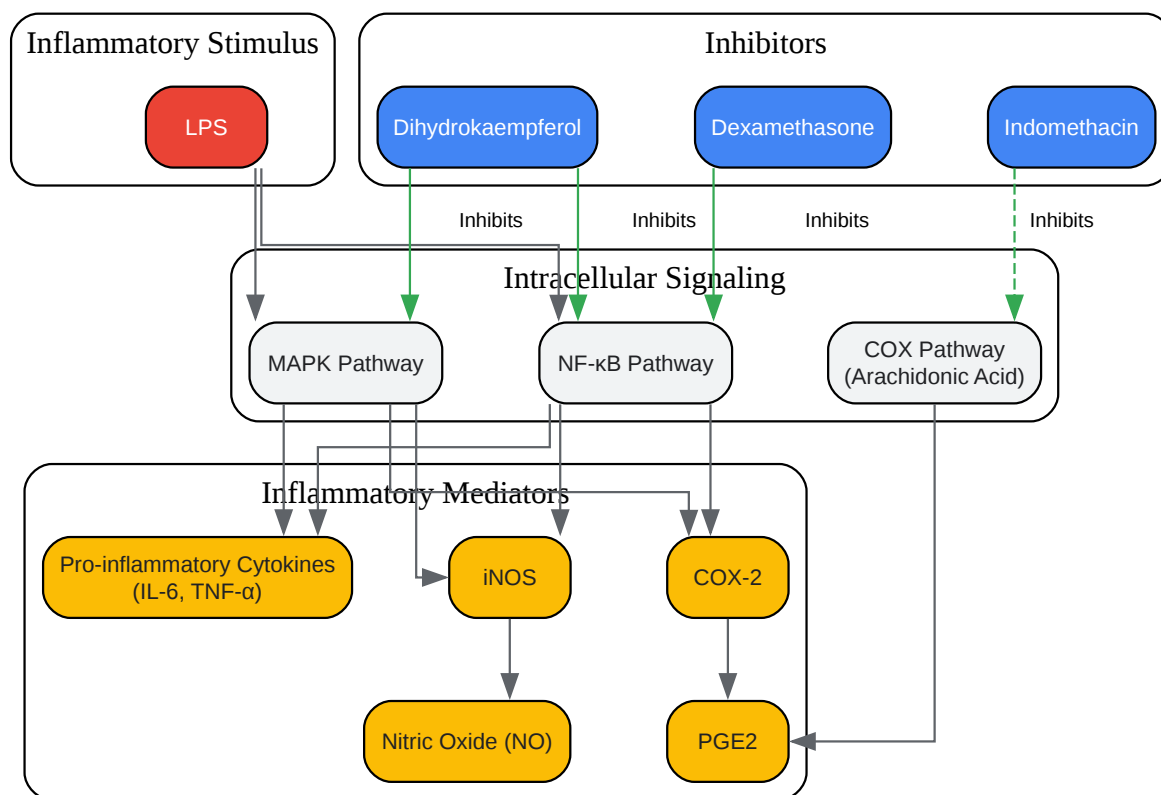 Inflammatory Stimulus
Inhibitors
LPS
Dihydrokaempferol
Dexamethasone
Indomethacin
Inhibits
Inhibits
Inhibits
Inhibits
Intracellular Signaling
MAPK Pathway
NF-κB Pathway
COX Pathway
(Arachidonic Acid)
Inflammatory Mediators
Pro-inflammatory Cytokines
(IL-6, TNF-α)
iNOS
COX-2
Nitric Oxide (NO)
PGE2